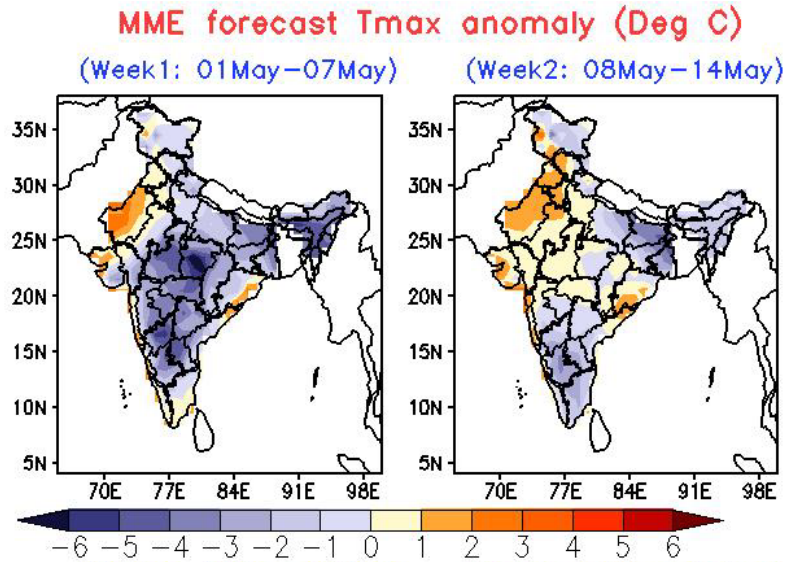 MME forecast Tmax anomaly (Deg C)
(Week1: 01May–07May)
(Week2: 08May–14May)
35N
30N
25N
20N
15N
10N
5N
70E 77E 84E 91E 98E
35N
30N
25N
20N
15N
10N
5N
70E 77E 84E 91E 98E
-6 -5 -4 -3 -2 -1 0 1 2 3 4 5 6